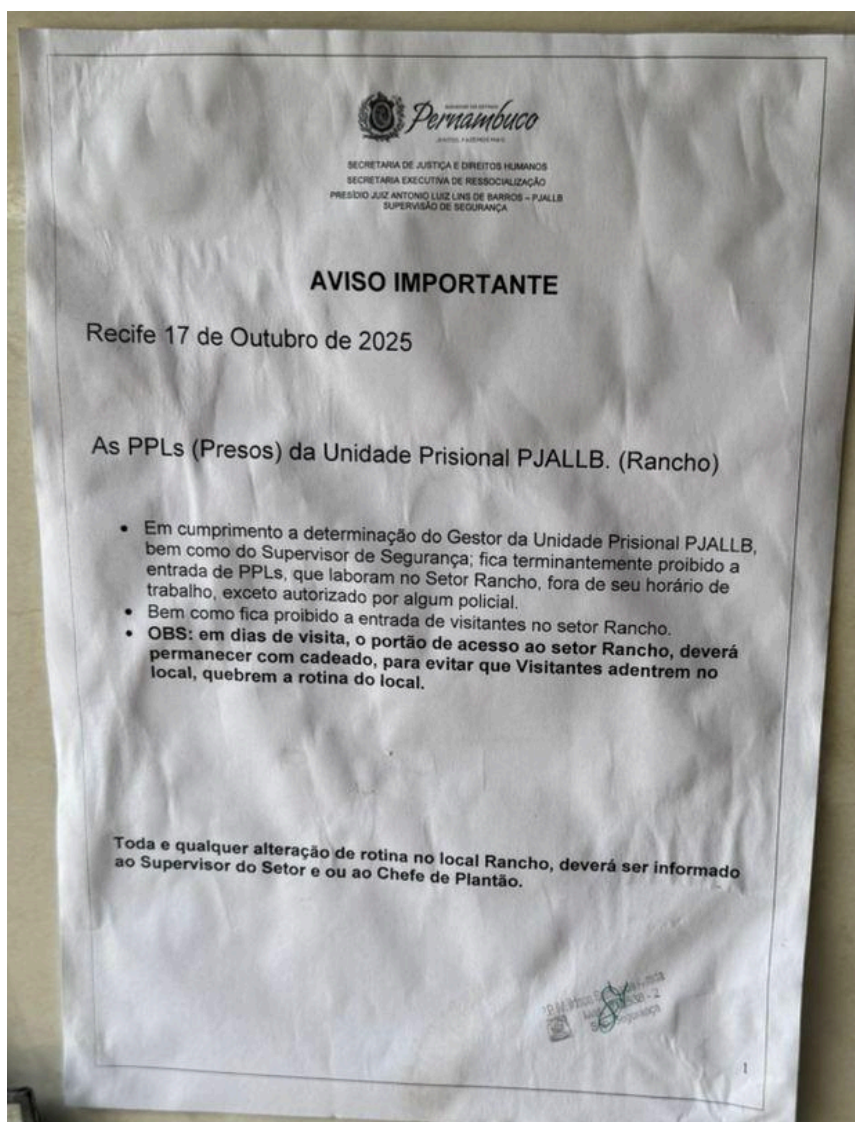 Pernambuco
SECRETARIA DE JUSTIÇA E DIREITOS HUMANOS
SECRETARIA EXECUTIVA DE RESSOCIALIZAÇÃO
PRESÍDIO JUIZ ANTONIO LUIZ LINS DE BARROS – PJALLB
SUPERVISÃO DE SEGURANÇA
AVISO IMPORTANTE
Recife 17 de Outubro de 2025
As PPLs (Presos) da Unidade Prisional PJALLB. (Rancho)
• Em cumprimento a determinação do Gestor da Unidade Prisional PJALLB,
bem como do Supervisor de Segurança; fica terminantemente proibido a
entrada de PPLs, que laboram no Setor Rancho, fora de seu horário de
trabalho, exceto autorizado por algum policial.
• Bem como fica proibido a entrada de visitantes no setor Rancho.
• OBS: em dias de visita, o portão de acesso ao setor Rancho, deverá
permanecer com cadeado, para evitar que Visitantes adentrem no
local, quebrem a rotina do local.
Toda e qualquer alteração de rotina no local Rancho, deverá ser informado
ao Supervisor do Setor e ou ao Chefe de Plantão.
Segurança
1